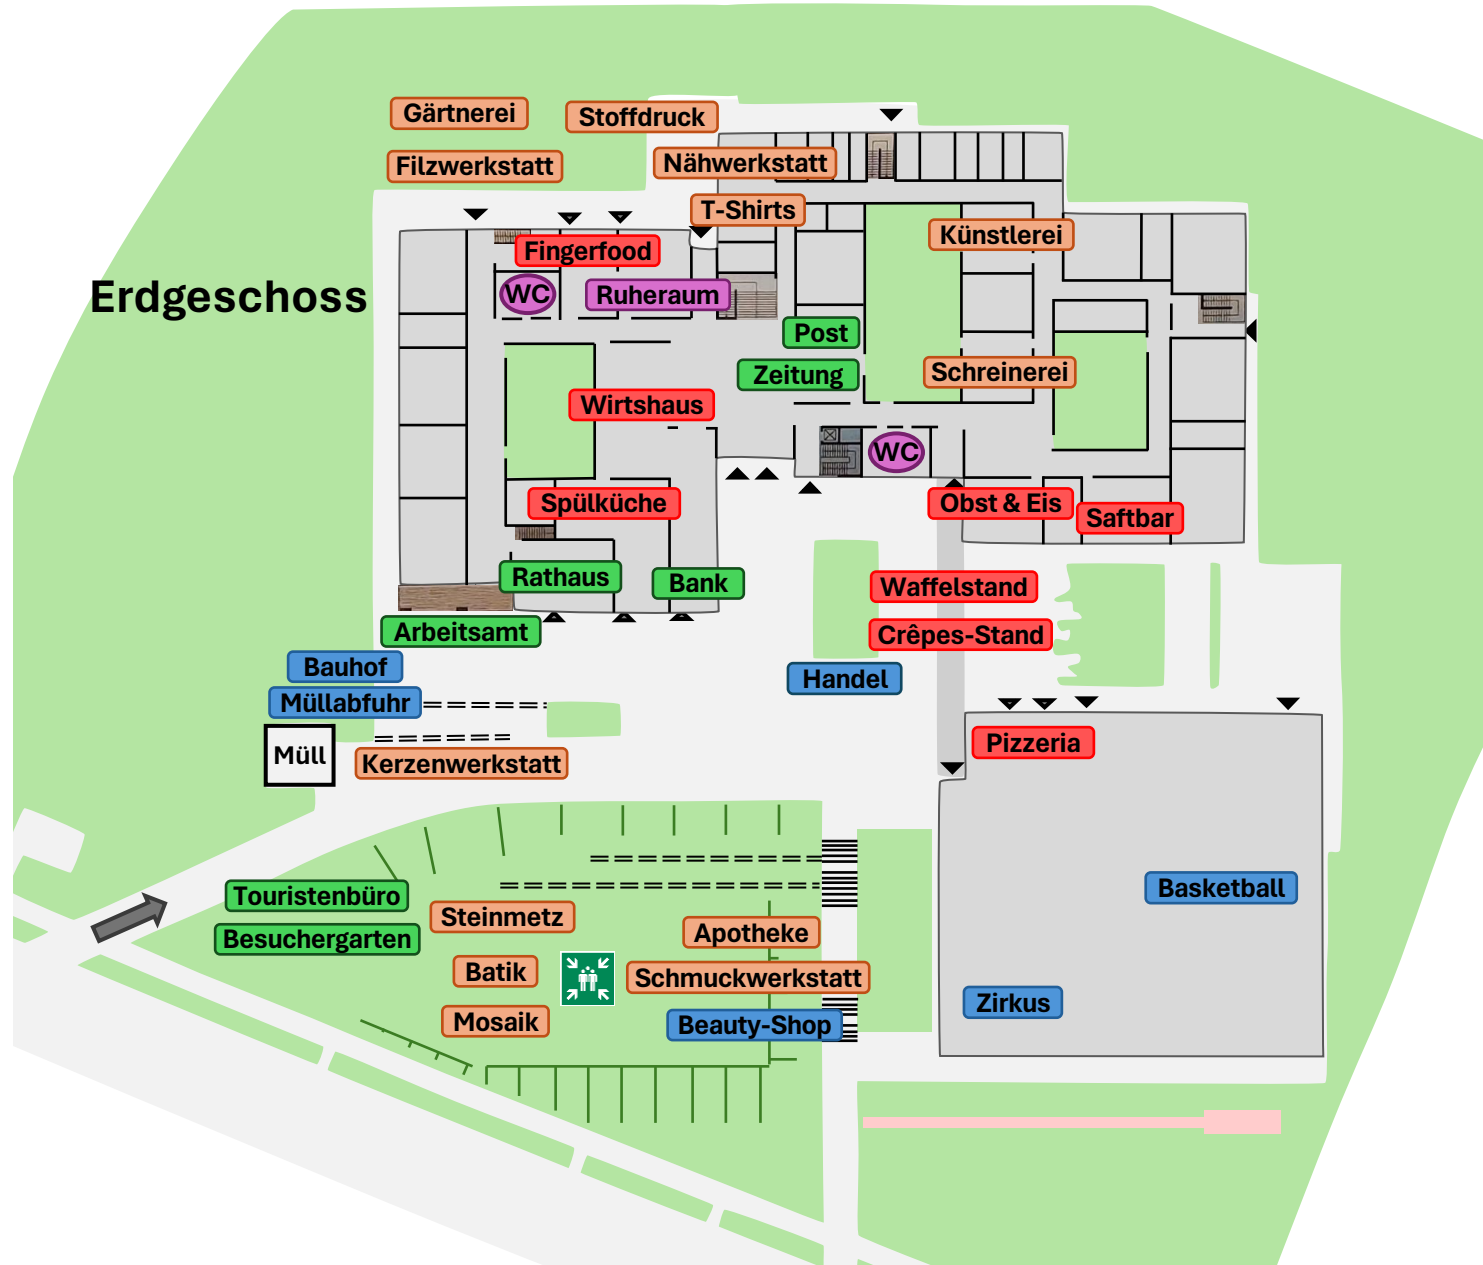 Gärtnerei
Stoffdruck
Filzwerkstatt
Nähwerkstatt
T-Shirts
Künstlerei
Fingerfood
Erdgeschoss
WC
Ruheraum
Post
Zeitung
Schreinerei
Wirtshaus
WC
Spülküche
Obst & Eis
Saftbar
Rathaus
Bank
Waffelstand
Arbeitsamt
Crêpes-Stand
Bauhof
Handel
Müllabfuhr
Pizzeria
Müll
Kerzenwerkstatt
Touristenbüro
Basketball
Steinmetz
Besuchergarten
Apotheke
Batik
Schmuckwerkstatt
Zirkus
Mosaik
Beauty-Shop